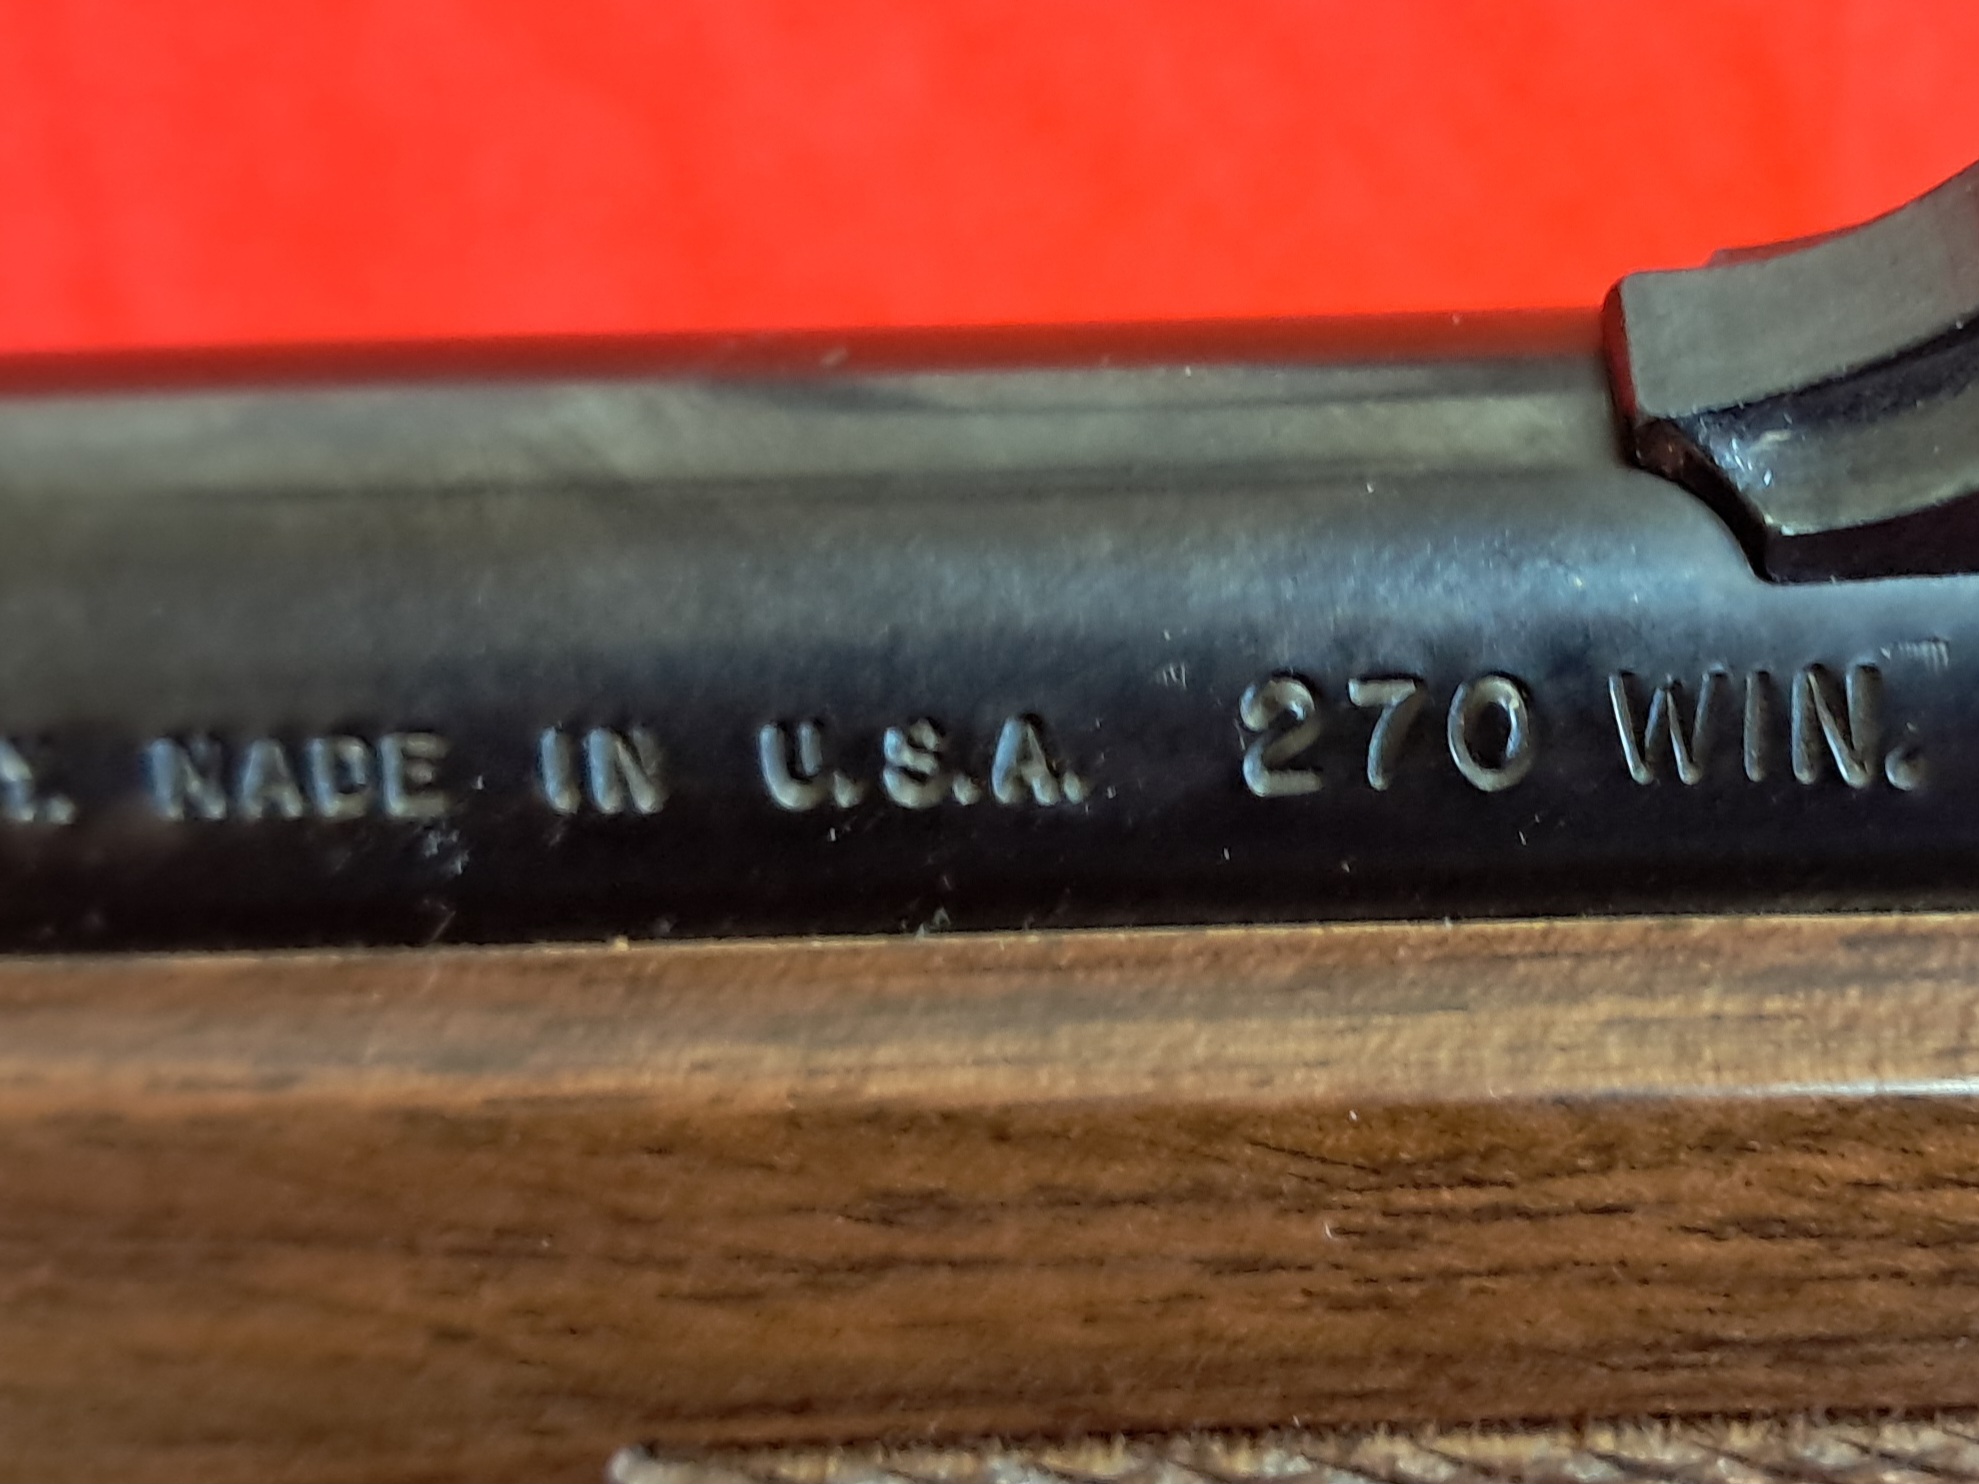 Y. MADE IN U.S.A. 270 WIN.